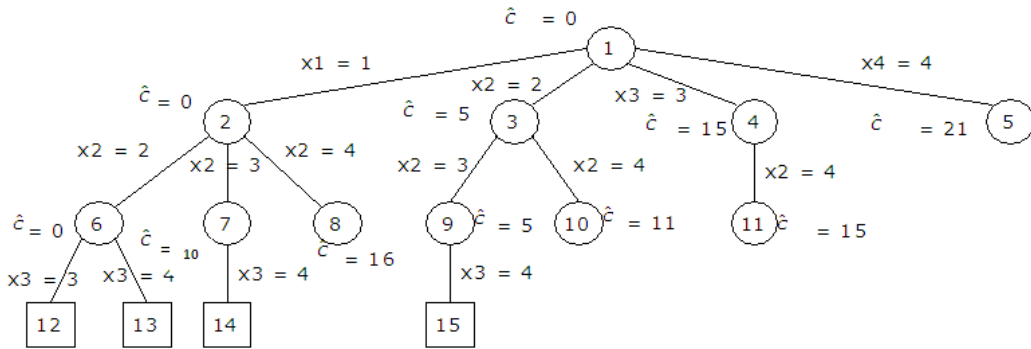 ĉ = 0
1
x1 = 1
x2 = 2
x3 = 3
x4 = 4
ĉ = 0
2
ĉ = 5
3
ĉ = 15
4
ĉ = 21
5
x2 = 2
x2 = 3
x2 = 4
x2 = 3
x2 = 4
x2 = 4
ĉ = 0
6
ĉ = 10
7
8
ĉ = 16
9
ĉ = 5
10
ĉ = 11
11
ĉ = 15
x3 = 3
x3 = 4
x3 = 4
x3 = 4
12
13
14
15